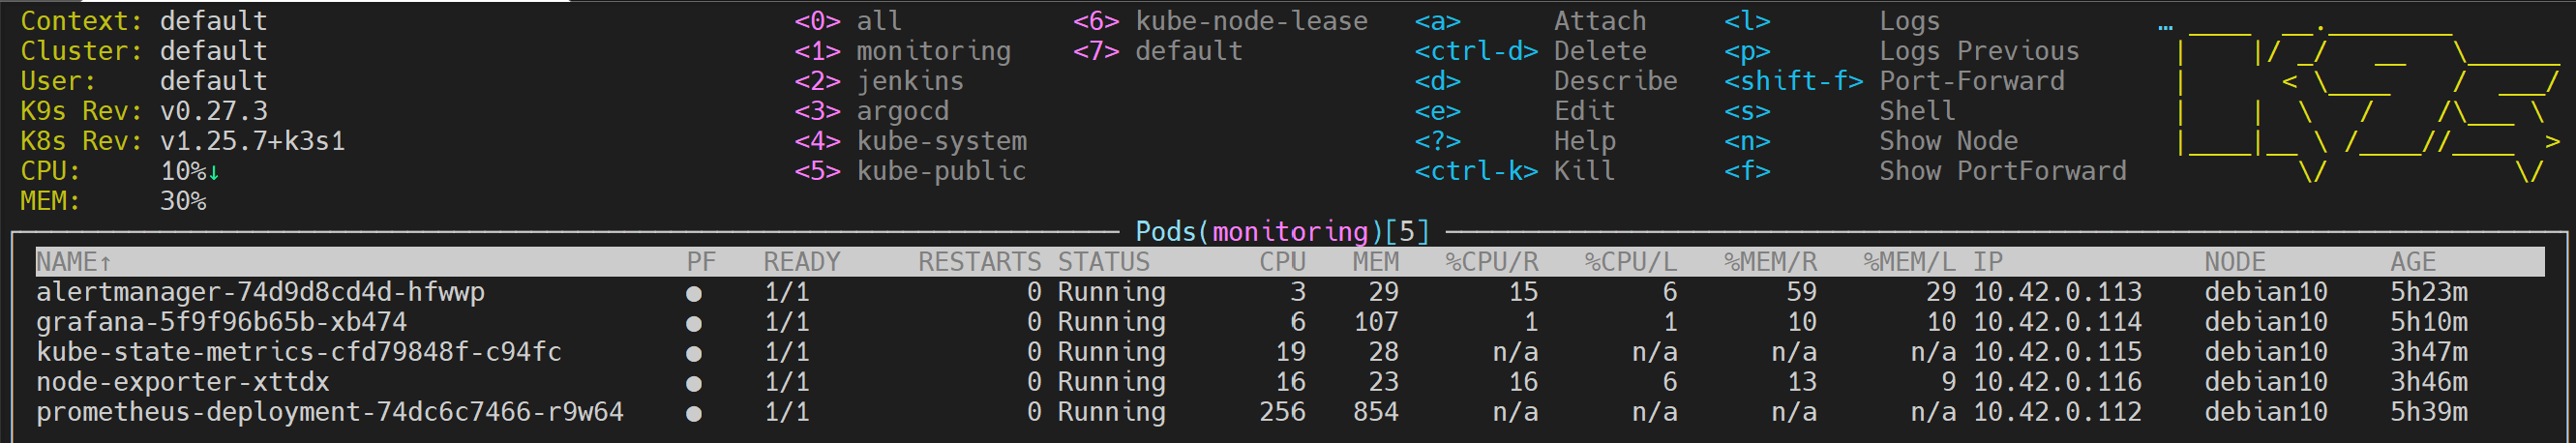 Context: default <0> all <6> kube-node-lease <a> Attach <l> Logs …
Cluster: default <1> monitoring <7> default <ctrl-d> Delete <p> Logs Previous
User: default <2> jenkins <d> Describe <shift-f> Port-Forward
K9s Rev: v0.27.3 <3> argocd <e> Edit <s> Shell
K8s Rev: v1.25.7+k3s1 <4> kube-system <?> Help <n> Show Node
CPU: 10%↓ <5> kube-public <ctrl-k> Kill <f> Show PortForward
MEM: 30%
Pods(monitoring)[5]
NAME↑ PF READY RESTARTS STATUS CPU MEM %CPU/R %CPU/L %MEM/R %MEM/L IP NODE AGE
alertmanager-74d9d8cd4d-hfwwp ● 1/1 0 Running 3 29 15 6 59 29 10.42.0.113 debian10 5h23m
grafana-5f9f96b65b-xb474 ● 1/1 0 Running 6 107 1 1 10 10 10.42.0.114 debian10 5h10m
kube-state-metrics-cfd79848f-c94fc ● 1/1 0 Running 19 28 n/a n/a n/a n/a 10.42.0.115 debian10 3h47m
node-exporter-xttdx ● 1/1 0 Running 16 23 16 6 13 9 10.42.0.116 debian10 3h46m
prometheus-deployment-74dc6c7466-r9w64 ● 1/1 0 Running 256 854 n/a n/a n/a n/a 10.42.0.112 debian10 5h39m